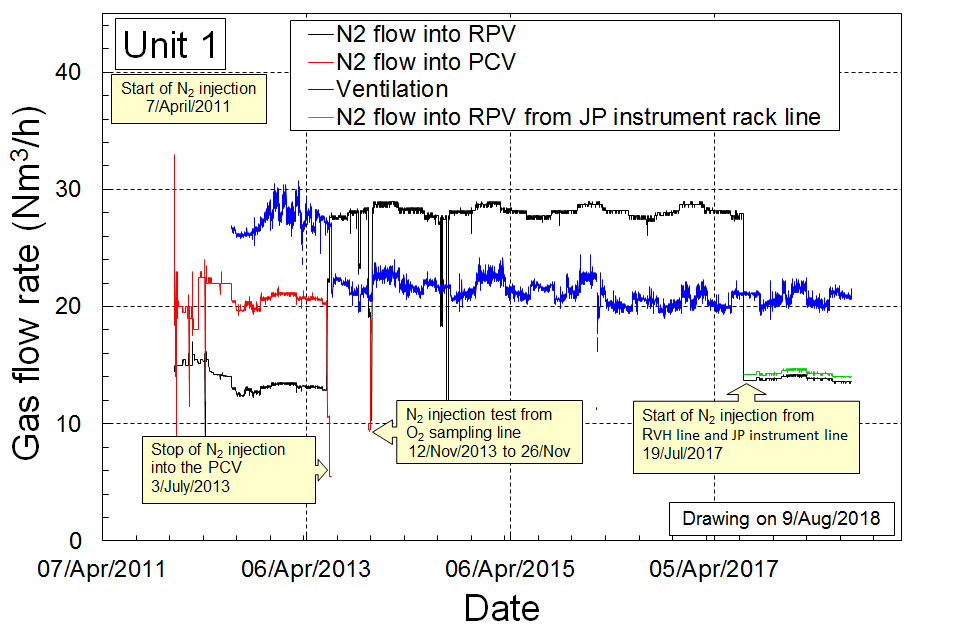 Unit 1
N2 flow into RPV
N2 flow into PCV
Ventilation
N2 flow into RPV from JP instrument rack line
Start of N2 injection
7/April/2011
40
30
20
10
0
Gas flow rate (Nm3/h)
N2 injection test from
O2 sampling line
12/Nov/2013 to 26/Nov
Start of N2 injection from
RVH line and JP instrument line
19/Jul/2017
Stop of N2 injection
into the PCV
3/July/2013
Drawing on 9/Aug/2018
07/Apr/2011
06/Apr/2013
06/Apr/2015
05/Apr/2017
Date